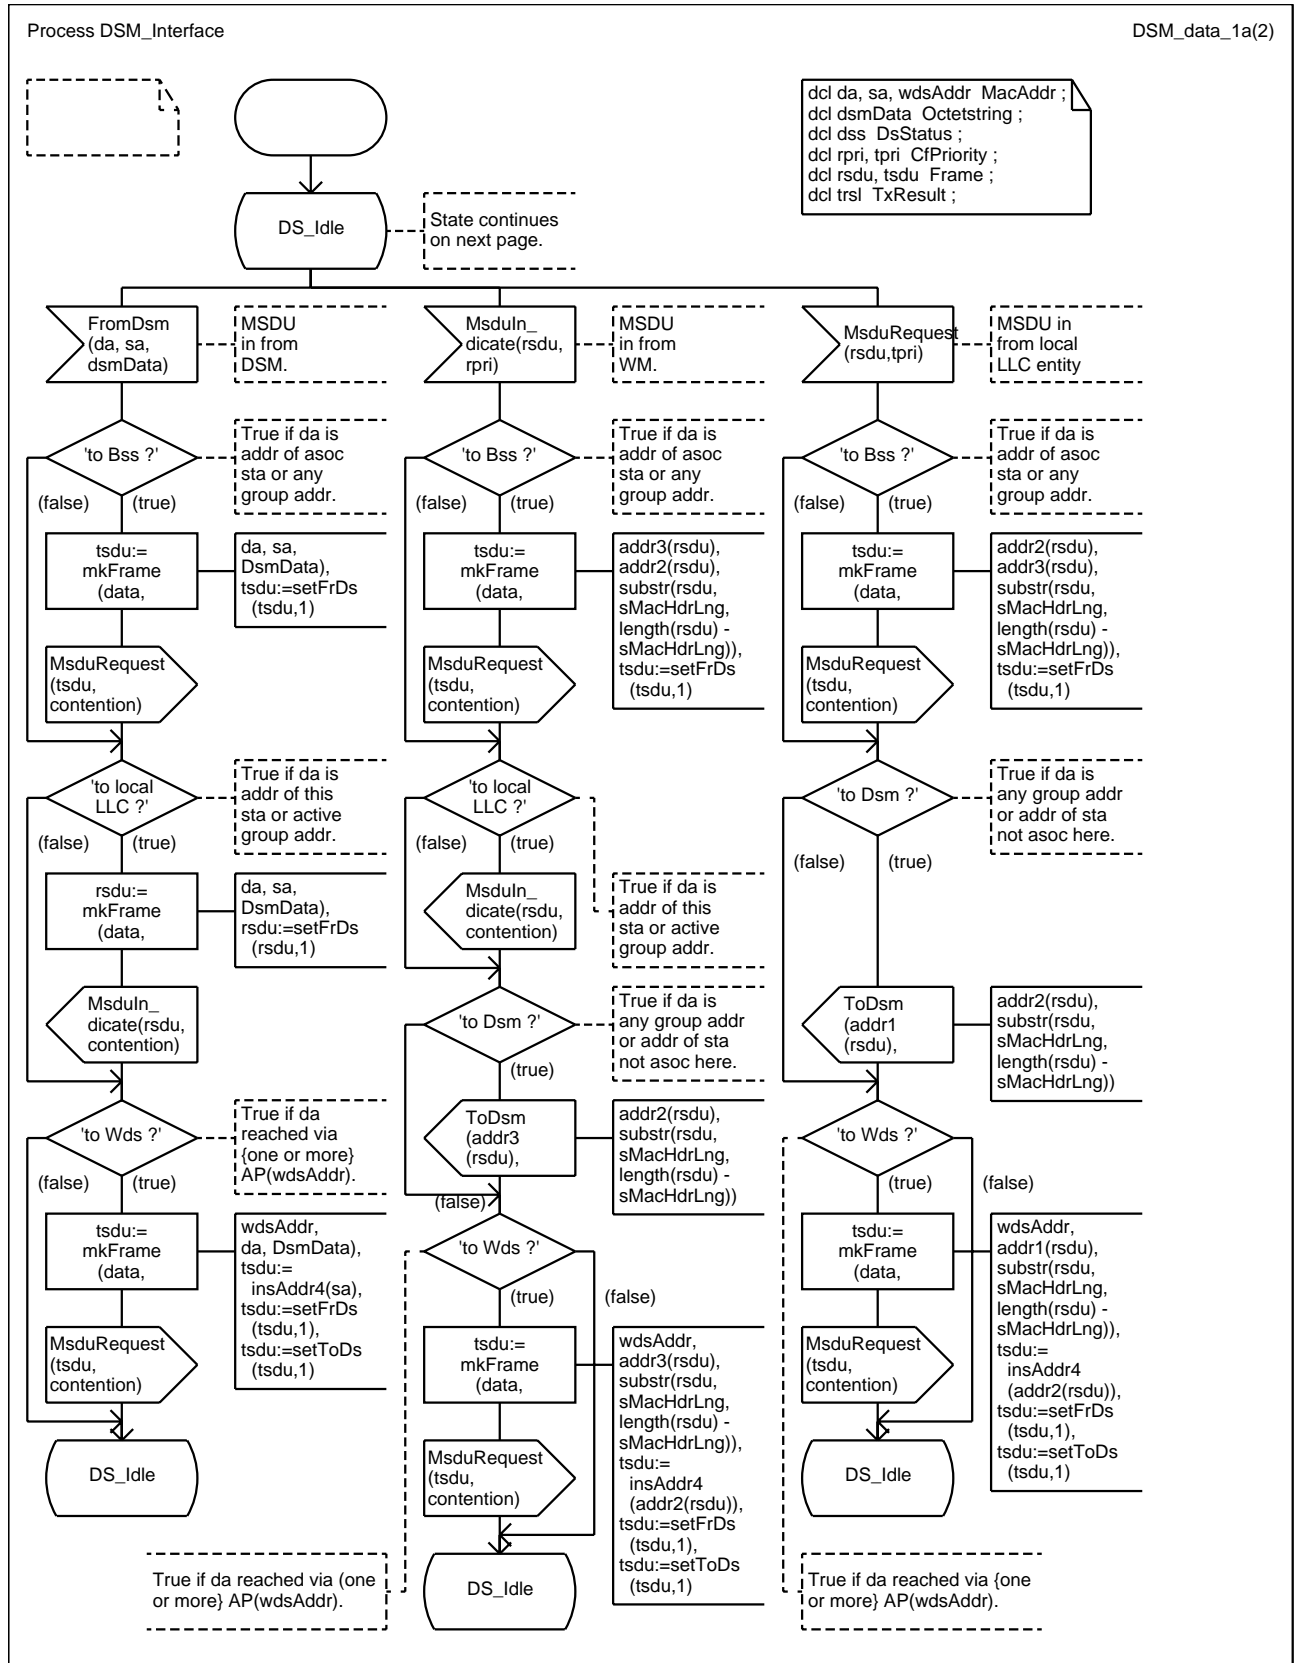 Process DSM_Interface
DSM_data_1a(2)
dcl da, sa, wdsAddr  MacAddr ;
dcl dsmData  Octetstring ;
dcl dss  DsStatus ;
dcl rpri, tpri  CfPriority ;
dcl rsdu, tsdu  Frame ;
dcl trsl  TxResult ;
DS_Idle
State continues
on next page.
FromDsm
(da, sa,
dsmData)
MSDU
in from
DSM.
'to Bss ?'
True if da is
addr of asoc
sta or any
group addr.
(false)
(true)
tsdu:=
mkFrame
(data,
da, sa,
DsmData),
tsdu:=setFrDs
(tsdu,1)
MsduRequest
(tsdu,
contention)
'to local
LLC ?'
True if da is
addr of this
sta or active
group addr.
(false)
(true)
rsdu:=
mkFrame
(data,
da, sa,
DsmData),
rsdu:=setFrDs
(rsdu,1)
MsduIn_
dicate(rsdu,
contention)
'to Wds ?'
True if da
reached via
{one or more}
AP(wdsAddr).
(false)
(true)
tsdu:=
mkFrame
(data,
wdsAddr,
da, DsmData),
tsdu:=
insAddr4(sa),
tsdu:=setFrDs
(tsdu,1),
tsdu:=setToDs
(tsdu,1)
MsduRequest
(tsdu,
contention)
DS_Idle
MsduIn_
dicate(rsdu,
rpri)
MSDU
in from
WM.
'to Bss ?'
True if da is
addr of asoc
sta or any
group addr.
(false)
(true)
tsdu:=
mkFrame
(data,
addr3(rsdu),
addr2(rsdu),
substr(rsdu,
sMacHdrLng,
length(rsdu) -
sMacHdrLng)),
tsdu:=setFrDs
(tsdu,1)
MsduRequest
(tsdu,
contention)
'to local
LLC ?'
(false)
(true)
MsduIn_
dicate(rsdu,
contention)
True if da is
addr of this
sta or active
group addr.
'to Dsm ?'
True if da is
any group addr
or addr of sta
not asoc here.
(true)
ToDsm
(addr3
(rsdu),
addr2(rsdu),
substr(rsdu,
sMacHdrLng,
length(rsdu) -
sMacHdrLng))
(false)
'to Wds ?'
(true)
(false)
tsdu:=
mkFrame
(data,
wdsAddr,
addr3(rsdu),
substr(rsdu,
sMacHdrLng,
length(rsdu) -
sMacHdrLng)),
tsdu:=
insAddr4
(addr2(rsdu)),
tsdu:=setFrDs
(tsdu,1),
tsdu:=setToDs
(tsdu,1)
MsduRequest
(tsdu,
contention)
True if da reached via (one
or more} AP(wdsAddr).
DS_Idle
MsduRequest
(rsdu,tpri)
MSDU in
from local
LLC entity
'to Bss ?'
True if da is
addr of asoc
sta or any
group addr.
(false)
(true)
tsdu:=
mkFrame
(data,
addr2(rsdu),
addr3(rsdu),
substr(rsdu,
sMacHdrLng,
length(rsdu) -
sMacHdrLng)),
tsdu:=setFrDs
(tsdu,1)
MsduRequest
(tsdu,
contention)
'to Dsm ?'
True if da is
any group addr
or addr of sta
not asoc here.
(false)
(true)
ToDsm
(addr1
(rsdu),
addr2(rsdu),
substr(rsdu,
sMacHdrLng,
length(rsdu) -
sMacHdrLng))
'to Wds ?'
(true)
(false)
tsdu:=
mkFrame
(data,
wdsAddr,
addr1(rsdu),
substr(rsdu,
sMacHdrLng,
length(rsdu) -
sMacHdrLng)),
tsdu:=
insAddr4
(addr2(rsdu)),
tsdu:=setFrDs
(tsdu,1),
tsdu:=setToDs
(tsdu,1)
MsduRequest
(tsdu,
contention)
DS_Idle
True if da reached via {one
or more} AP(wdsAddr).